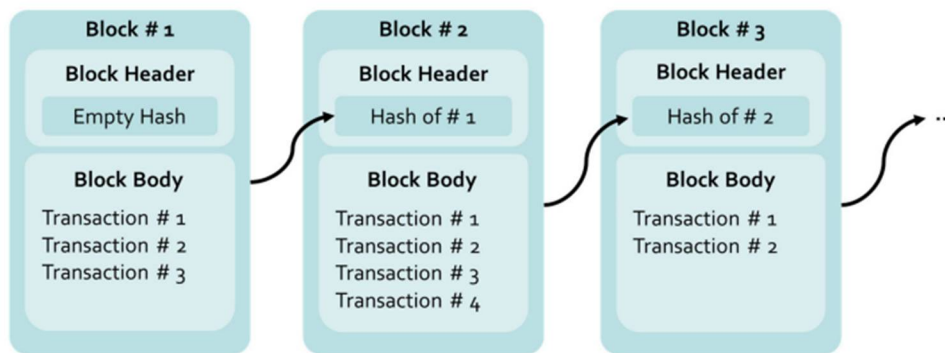 Block # 1
Block Header
Empty Hash
Block Body
Transaction # 1
Transaction # 2
Transaction # 3
Block # 2
Block Header
Hash of # 1
Block Body
Transaction # 1
Transaction # 2
Transaction # 3
Transaction # 4
Block # 3
Block Header
Hash of # 2
Block Body
Transaction # 1
Transaction # 2
..